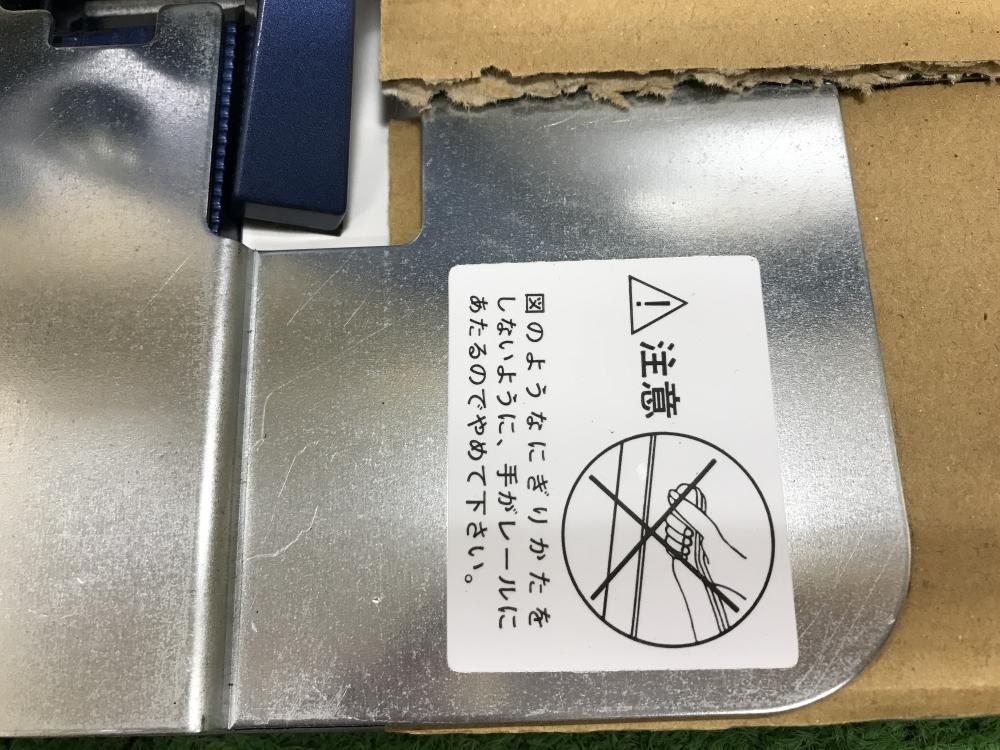 注意
図のようなにぎりかたを
しないように、手がレールに
あたるのでやめて下さい。